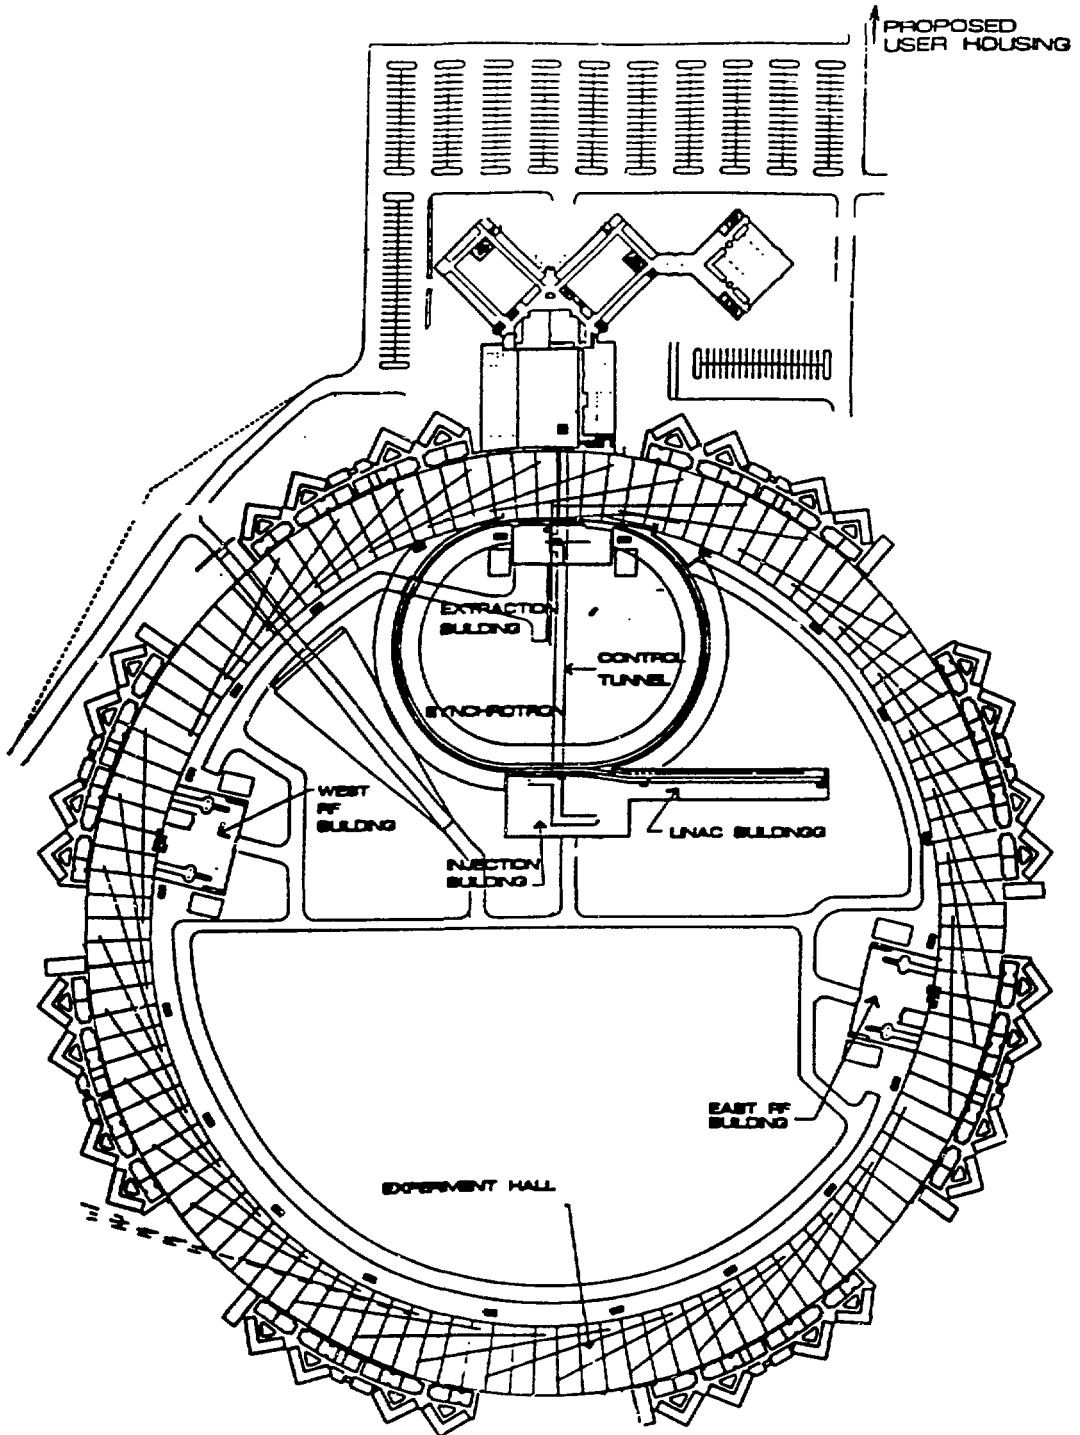 PROPOSED
USER HOUSING
EXTRACTION
BUILDING
CONTROL
TUNNEL
SYNCHROTRON
WEST
RF
BUILDING
LINAC BUILDINGG
INJECTION
BUILDING
EAST RF
BUILDING
EXPERIMENT HALL